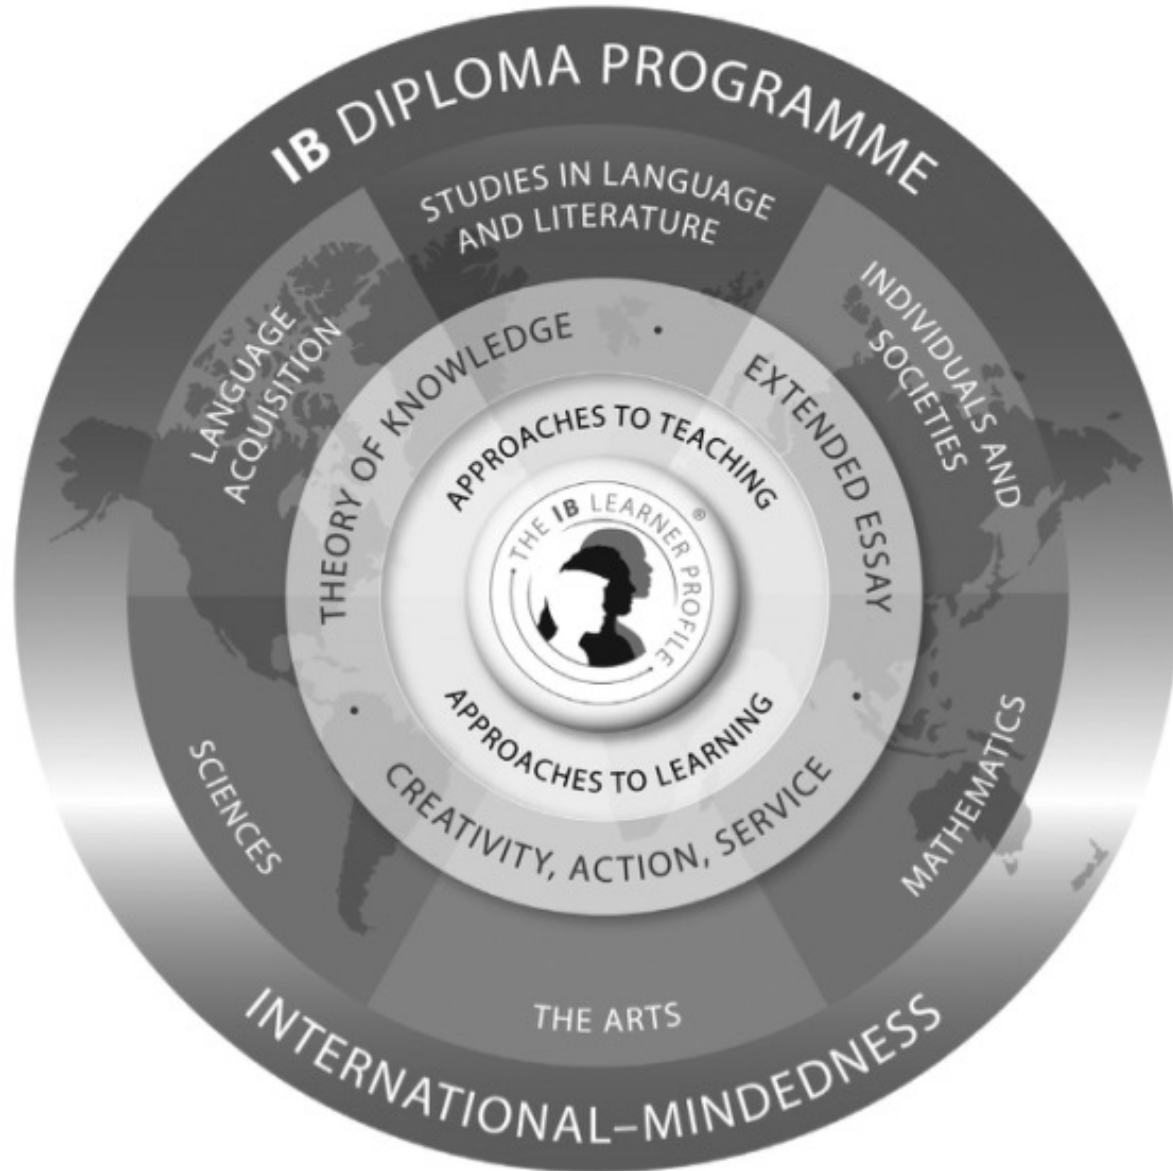 IB DIPLOMA PROGRAMME
STUDIES IN LANGUAGE
AND LITERATURE
LANGUAGE
ACQUISITION
INDIVIDUALS AND
SOCIETIES
THEORY OF KNOWLEDGE
EXTENDED ESSAY
APPROACHES TO TEACHING
THE IB LEARNER PROFILE ®
APPROACHES TO LEARNING
CREATIVITY, ACTION, SERVICE
SCIENCES
MATHEMATICS
THE ARTS
INTERNATIONAL–MINDEDNESS